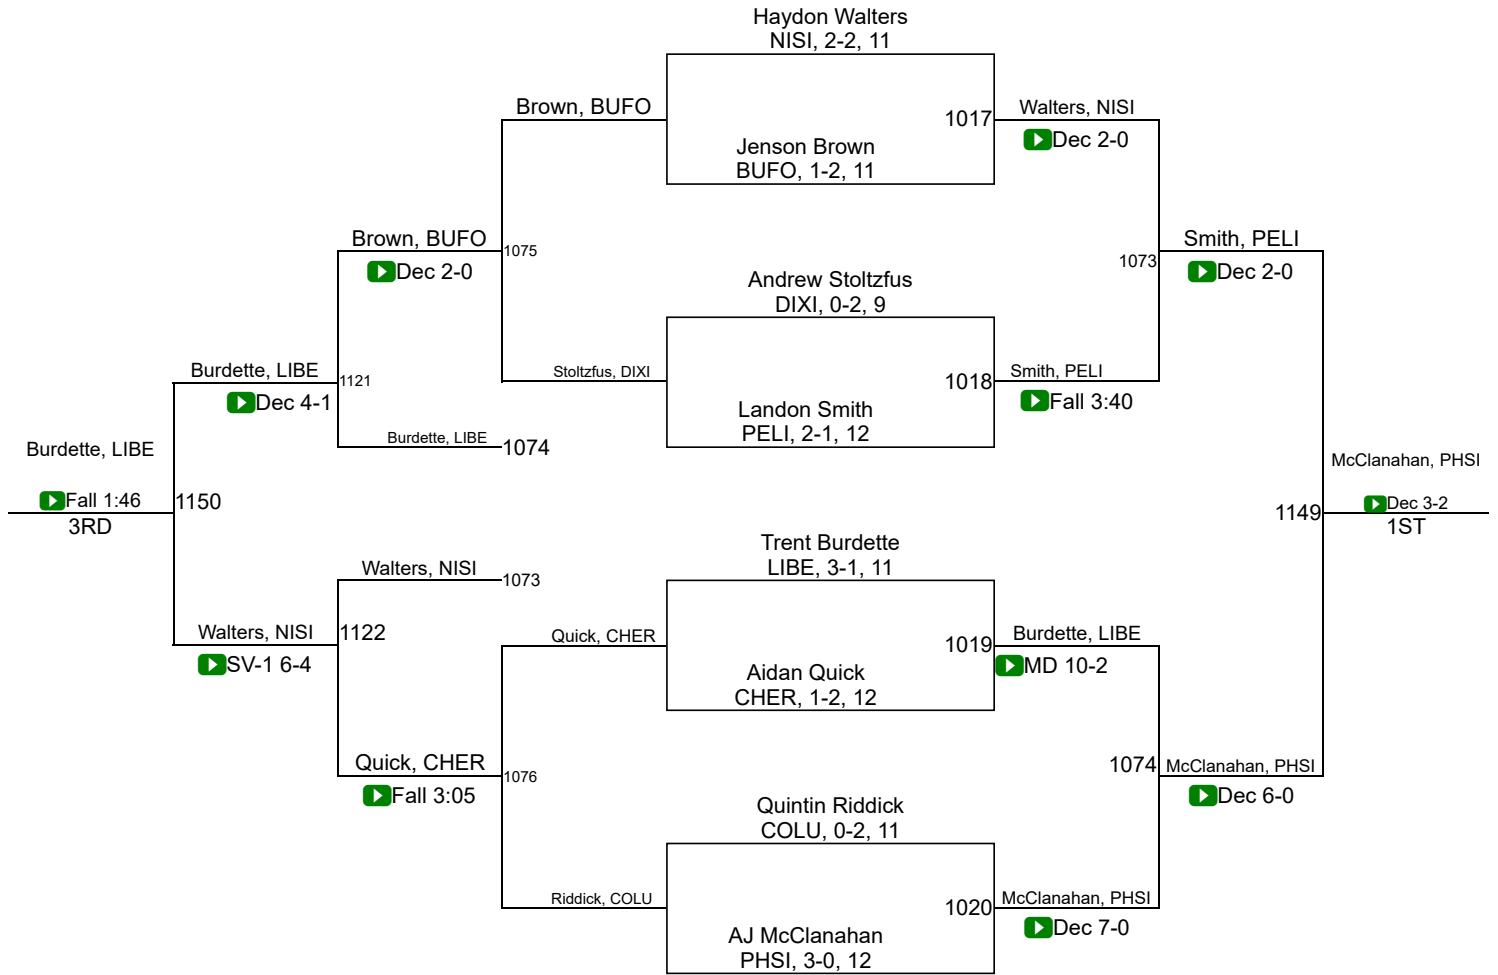 Haydon Walters
NISI, 2-2, 11
Brown, BUFO
1017
Walters, NISI
Dec 2-0
Jenson Brown
BUFO, 1-2, 11
Brown, BUFO
Dec 2-0
1075
1073
Smith, PELI
Dec 2-0
Andrew Stoltzfus
DIXI, 0-2, 9
Burdette, LIBE
Dec 4-1
1121
Stoltzfus, DIXI
1018
Smith, PELI
Fall 3:40
Landon Smith
PELI, 2-1, 12
Burdette, LIBE
1074
Burdette, LIBE
Fall 1:46
3RD
1150
McClanahan, PHSI
1149
Dec 3-2
1ST
Trent Burdette
LIBE, 3-1, 11
Walters, NISI
1073
Walters, NISI
SV-1 6-4
1122
Quick, CHER
1019
Burdette, LIBE
MD 10-2
Aidan Quick
CHER, 1-2, 12
Quick, CHER
Fall 3:05
1076
1074
McClanahan, PHSI
Dec 6-0
Quintin Riddick
COLU, 0-2, 11
Riddick, COLU
1020
McClanahan, PHSI
Dec 7-0
AJ McClanahan
PHSI, 3-0, 12